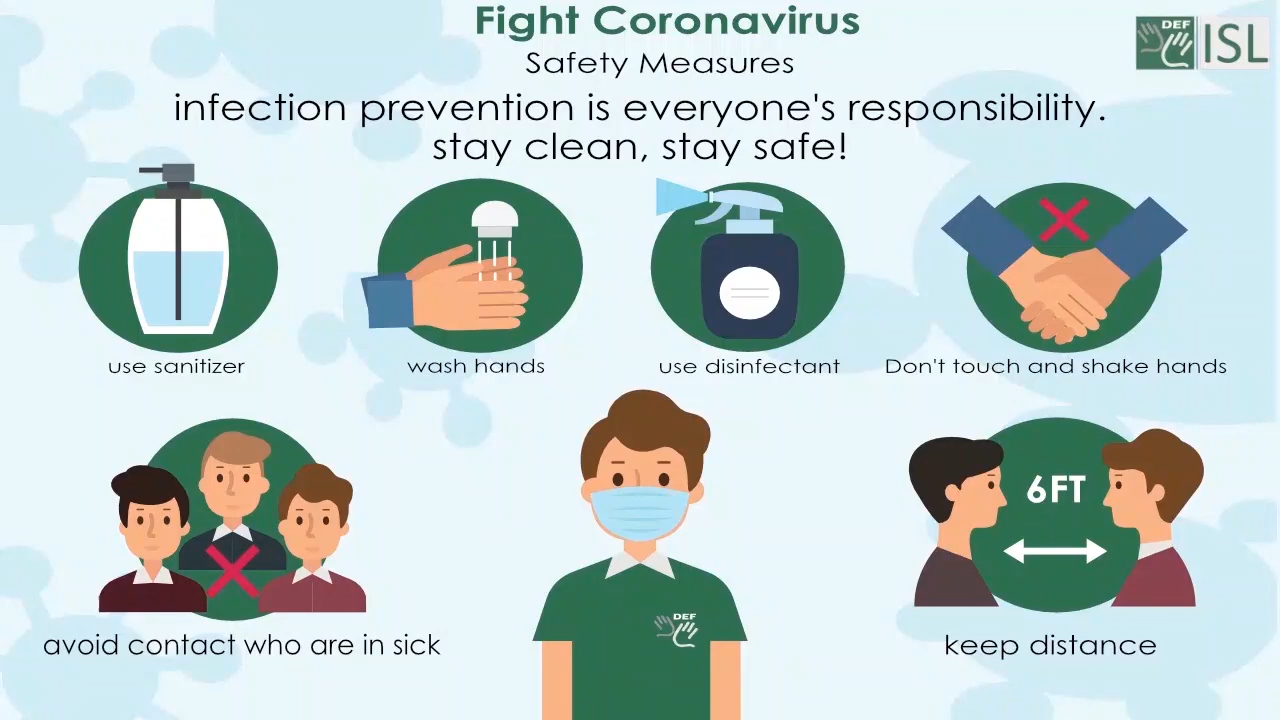 Fight Coronavirus
DEF
ISL
Safety Measures
infection prevention is everyone's responsibility.
stay clean, stay safe!
use sanitizer
wash hands
use disinfectant
Don't touch and shake hands
6FT
DEF
avoid contact who are in sick
keep distance